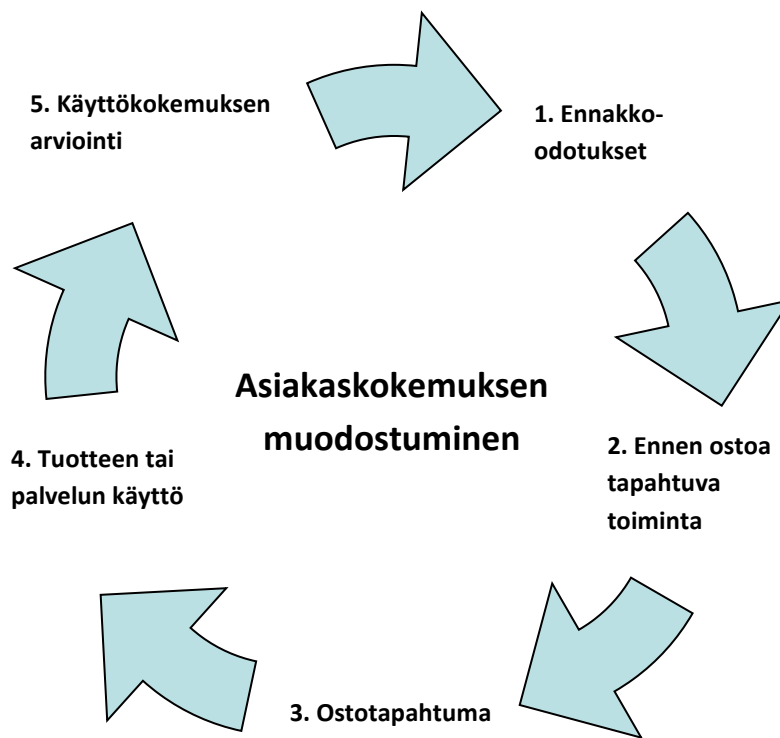 5. Käyttökokemuksen
arviointi
1. Ennakko-
odotukset
Asiakaskokemuksen
muodostuminen
2. Ennen ostoa
tapahtuva
toiminta
4. Tuotteen tai
palvelun käyttö
3. Ostotapahtuma